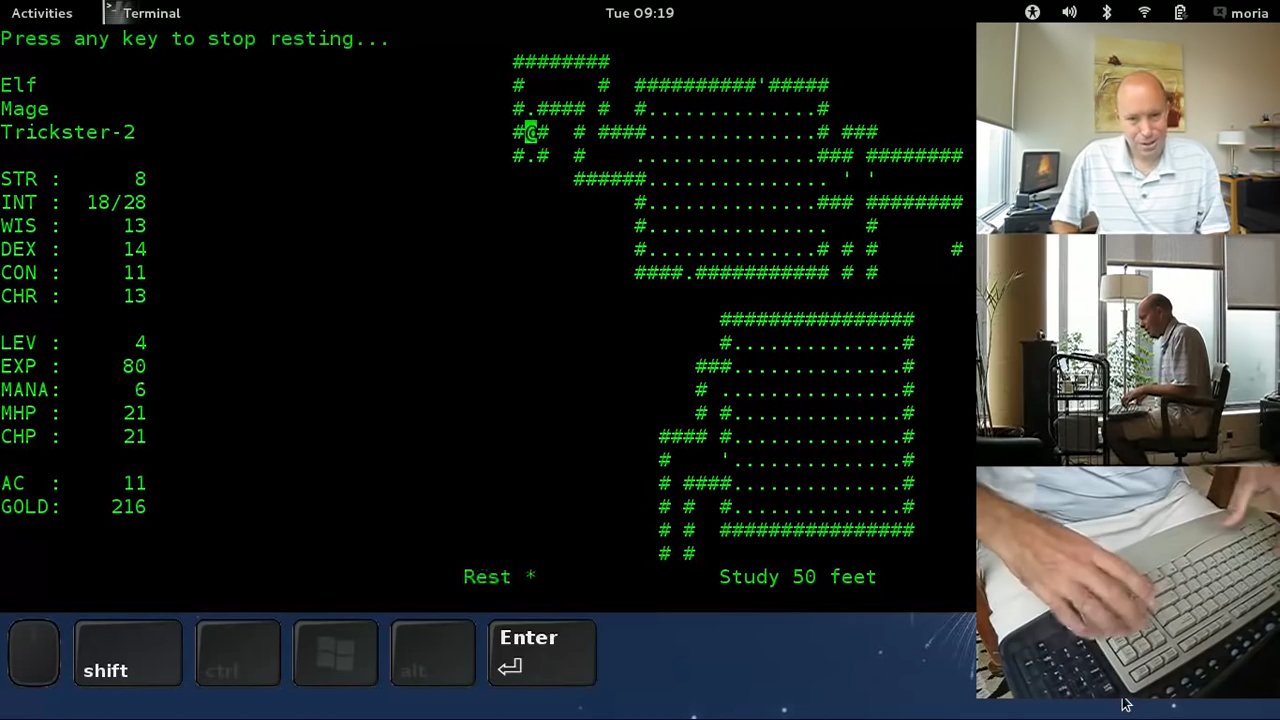 Activities Terminal Tue 09:19 moria
Press any key to stop resting...
Elf
Mage
Trickster-2
STR : 8
INT : 18/28
WIS : 13
DEX : 14
CON : 11
CHR : 13
LEV : 4
EXP : 80
MANA: 6
MHP : 21
CHP : 21
AC : 11
GOLD: 216
Rest * Study 50 feet
shift ctrl alt Enter